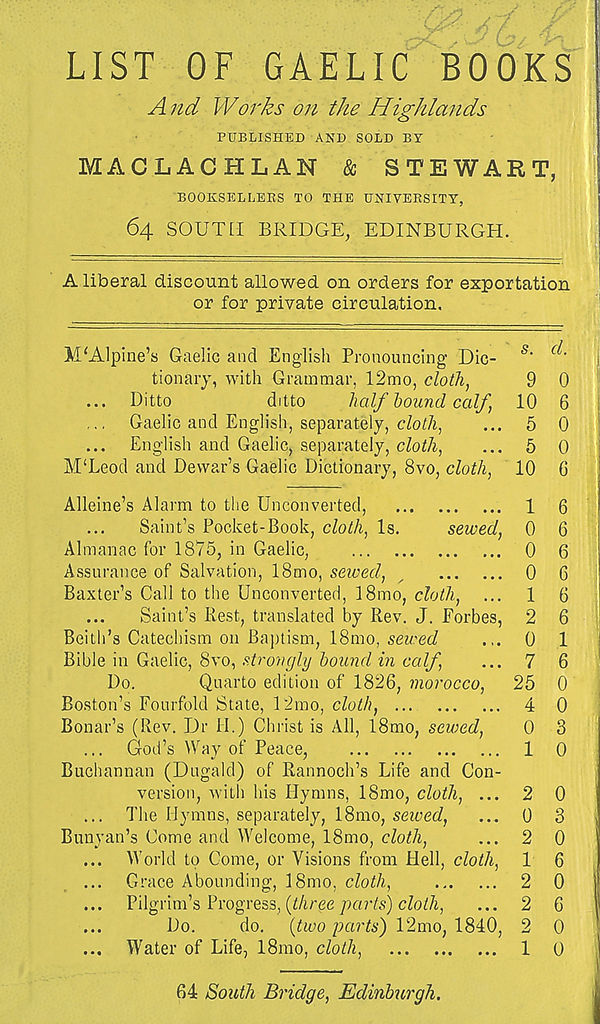 L.56.h
LIST OF GAELIC BOOKS
And Works on the Highlands
PUBLISHED AND SOLD BY
MACLACHLAN & STEWART,
BOOKSELLERS TO THE UNIVERSITY,
64 SOUTH BRIDGE, EDINBURGH.
A liberal discount allowed on orders for exportation
or for private circulation.
s. d.
M‘Alpine's Gaelic and English Pronouncing Dic-
tionary, with Grammar, 12mo, cloth, 9 0
... Ditto ditto half bound calf, 10 6
... Gaelic and English, separately, cloth, ... 5 0
... English and Gaelic, separately, cloth, ... 5 0
M‘Leod and Dewar's Gaelic Dictionary, 8vo, cloth, 10 6
Alleine's Alarm to the Unconverted, ... ... ... 1 6
... Saint's Pocket-Book, cloth, 1s. sewed, 0 6
Almanac for 1875, in Gaelic, ... ... ... ... 0 6
Assurance of Salvation, 18mo, sewed, ... ... 0 6
Baxter's Call to the Unconverted, 18mo, cloth, ... 1 6
... Saint's Rest, translated by Rev. J. Forbes, 2 6
Beith's Catechism on Baptism, 18mo, sewed ... 0 1
Bible in Gaelic, 8vo, strongly bound in calf, ... 7 6
Do. Quarto edition of 1826, morocco, 25 0
Boston's Fourfold State, 12mo, cloth, ... ... ... 4 0
Bonar's (Rev. Dr H.) Christ is All, 18mo, sewed, 0 3
... God's Way of Peace, ... ... ... ... 1 0
Buchannan (Dugald) of Rannoch's Life and Con-
version, with his Hymns, 18mo, cloth, ... 2 0
... The Hymns, separately, 18mo, sewed, ... 0 3
Bunyan's Come and Welcome, 18mo, cloth, ... 2 0
... World to Come, or Visions from Hell, cloth, 1 6
... Grace Abounding, 18mo, cloth, ... ... 2 0
... Pilgrim's Progress, (three parts) cloth, ... 2 6
... Do. do. (two parts) 12mo, 1840, 2 0
... Water of Life, 18mo, cloth, ... ... ... 1 0
64 South Bridge, Edinburgh.